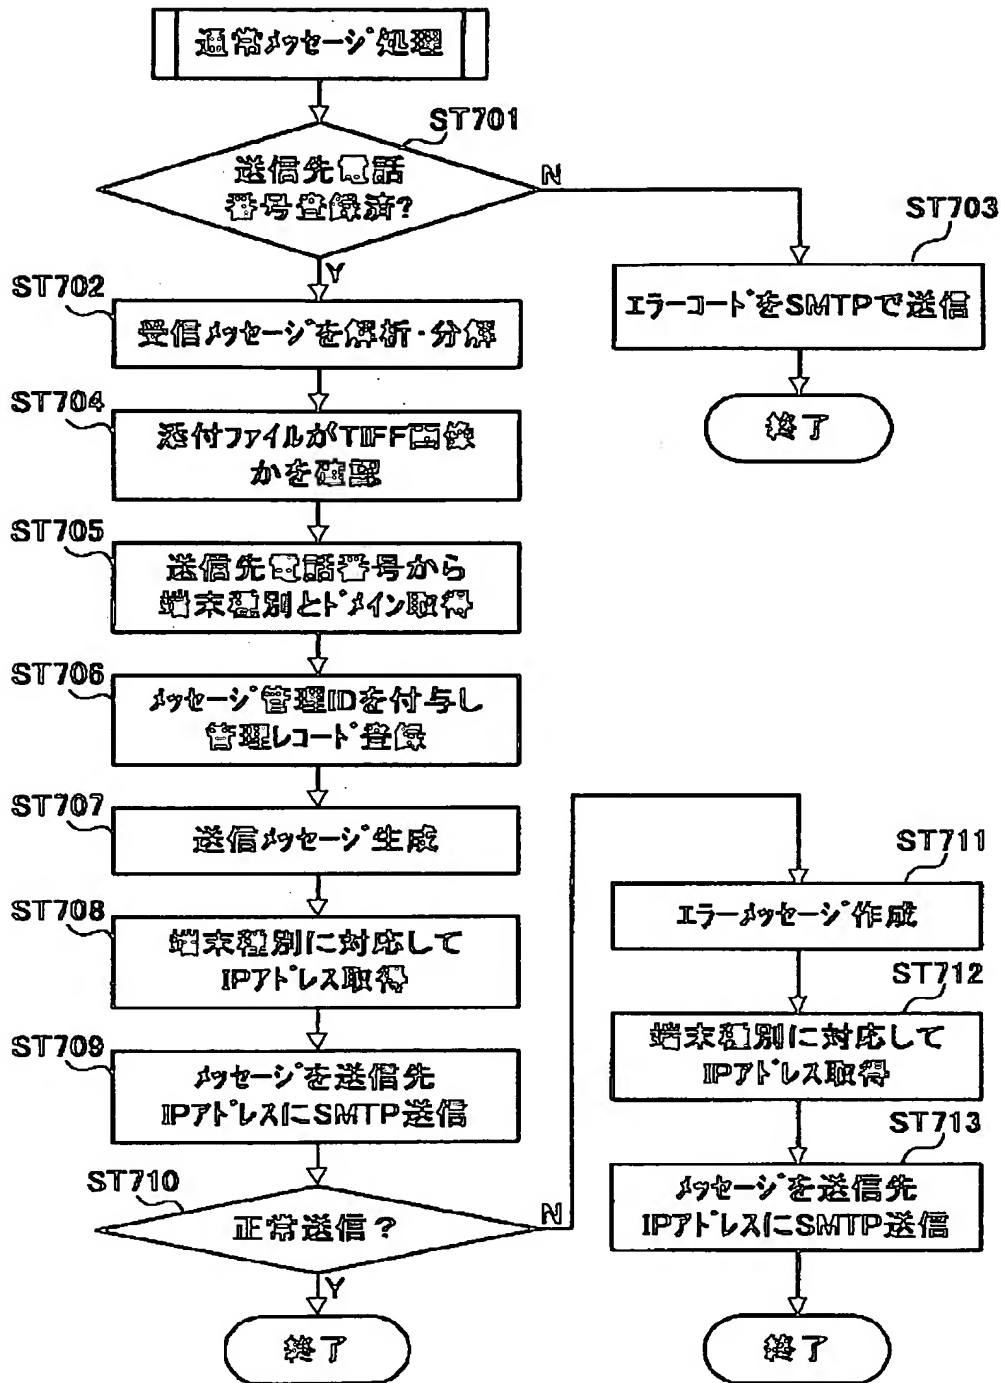 通常メッセージ処理
ST701
送信先電話
番号登録済?
N
Y
ST703
エラーコードをSMTPで送信
終了
ST702
受信メッセージを解析・分解
ST704
添付ファイルがTIFF画像
かを確認
ST705
送信先電話番号から
端末種別とドメイン取得
ST706
メッセージ管理IDを付与し
管理レコード登録
ST707
送信メッセージ生成
ST708
端末種別に対応して
IPアドレス取得
ST709
メッセージを送信先
IPアドレスにSMTP送信
ST710
正常送信?
N
Y
終了
ST711
エラーメッセージ作成
ST712
端末種別に対応して
IPアドレス取得
ST713
メッセージを送信先
IPアドレスにSMTP送信
終了